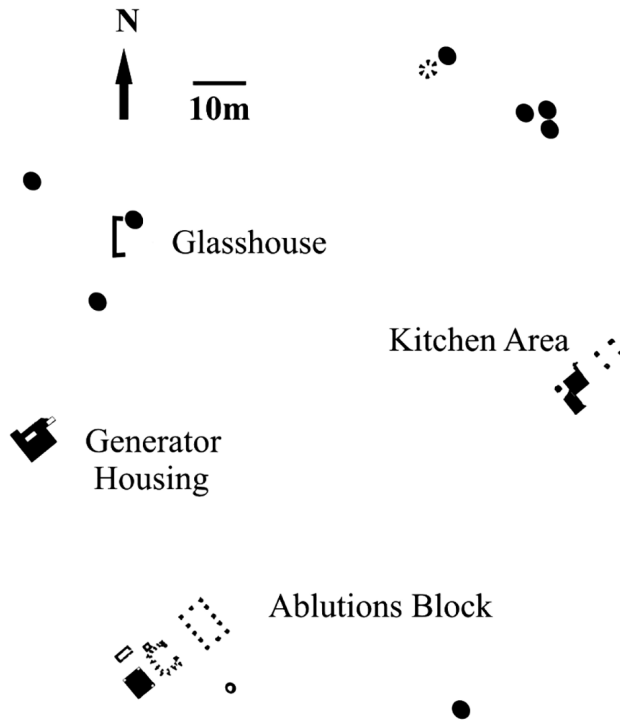 N
10m
Glasshouse
Kitchen Area
Generator
Housing
Ablutions Block